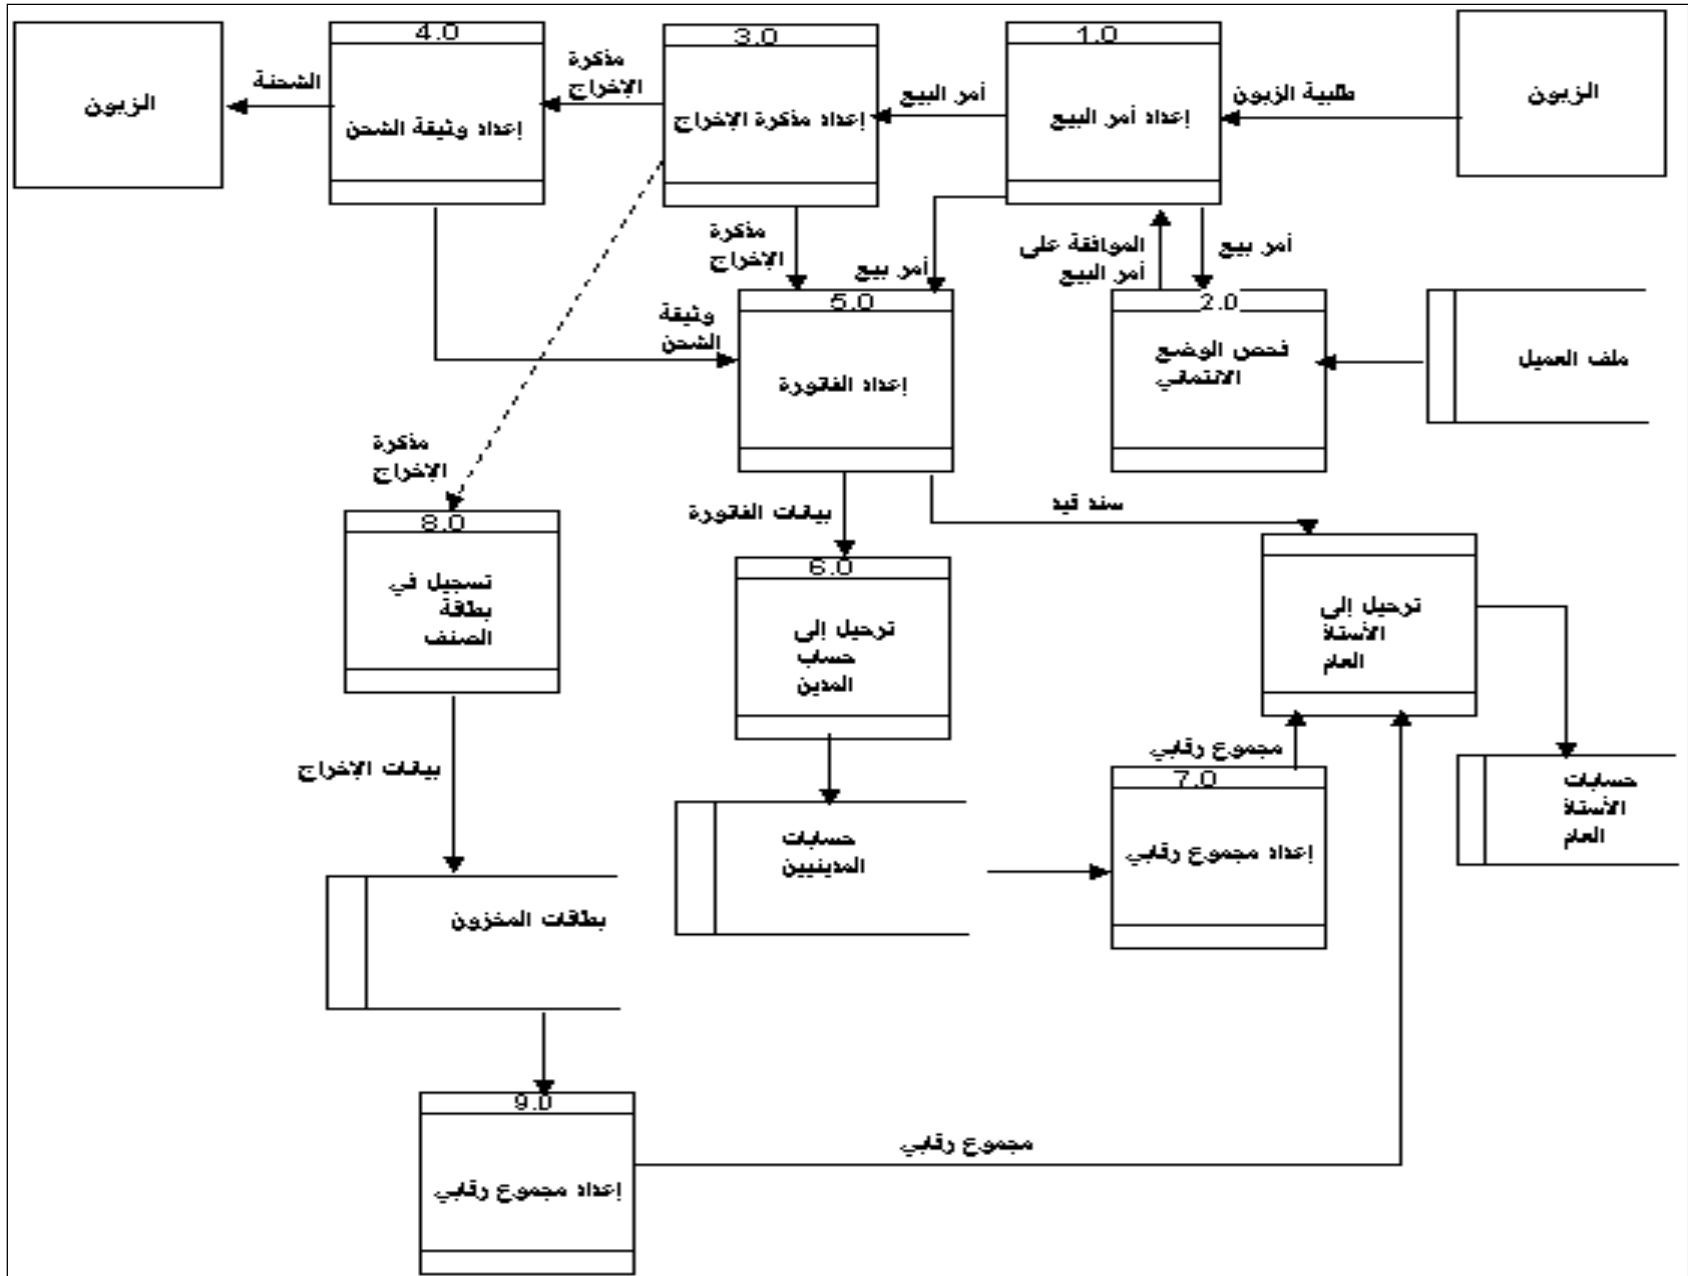 1.0
3.0
4.0
الزبون
طلبية الزبون
إعداد أمر البيع
أمر البيع
إعداد مذكرة الإخراج
مذكرة
الإخراج
إعداد وثيقة الشحن
الشحنة
الزبون
أمر بيع
الموافقة على
أمر البيع
أمر بيع
مذكرة
الإخراج
2.0
5.0
ملف العميل
فحص الوضع
الائتماني
إعداد الفاتورة
وثيقة
الشحن
مذكرة
الإخراج
سند قيد
بيانات الفاتورة
8.0
6.0
ترحيل إلى
الأستاذ
العام
ترحيل إلى
حساب
المدين
تسجيل في
بطاقة
الصنف
مجموع رقابي
بيانات الإخراج
7.0
حسابات
الأستاذ
العام
إعداد مجموع رقابي
حسابات
المدينيين
بطاقات المخزون
9.0
مجموع رقابي
إعداد مجموع رقابي